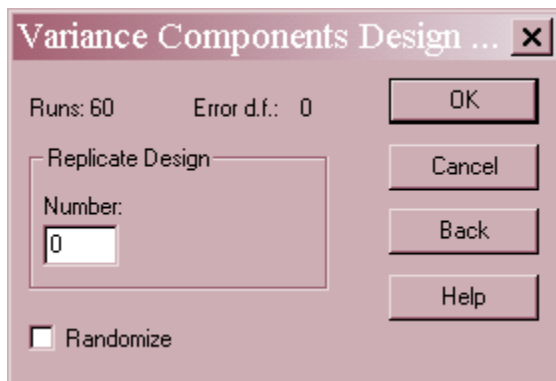 Variance Components Design ...
Runs: 60 Error d.f.: 0
OK
Replicate Design
Cancel
Number:
0
Back
Help
Randomize